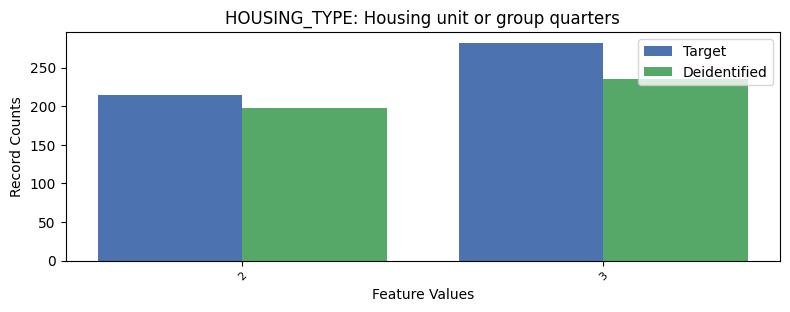 HOUSING_TYPE: Housing unit or group quarters
Target
Deidentified
Record Counts
250
200
150
100
50
0
2
3
Feature Values